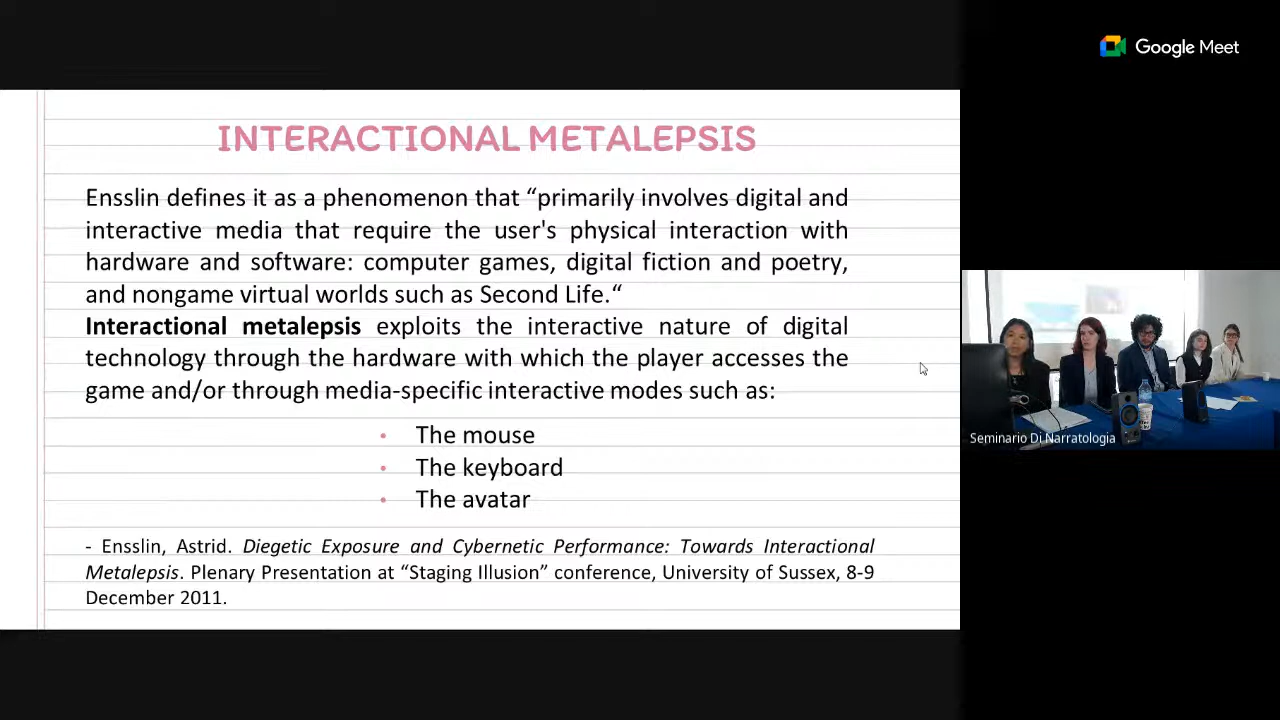 Google Meet
INTERACTIONAL METALEPSIS
Ensslin defines it as a phenomenon that “primarily involves digital and
interactive media that require the user's physical interaction with
hardware and software: computer games, digital fiction and poetry,
and nongame virtual worlds such as Second Life.“
Interactional metalepsis exploits the interactive nature of digital
technology through the hardware with which the player accesses the
game and/or through media-specific interactive modes such as:
• The mouse
• The keyboard
• The avatar
- Ensslin, Astrid. Diegetic Exposure and Cybernetic Performance: Towards Interactional
Metalepsis. Plenary Presentation at “Staging Illusion” conference, University of Sussex, 8-9
December 2011.
Seminario Di Narratologia